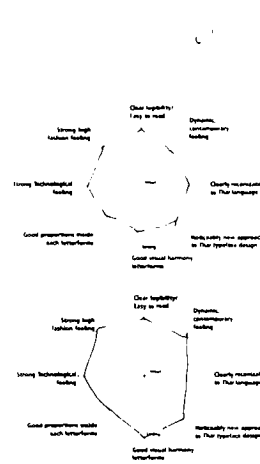 Clear legibility/
Easy to read
Strong high
fashion feeling
Dynamic,
contemporary
feeling
Strong Technological
feeling
Clearly
to Thai language
Good proportions inside
each letterforms
Noticeably new approach
to Thai typeface design
Good visual harmony
letterforms
Clear legibility/
Easy to read
Strong high
fashion feeling
Dynamic,
contemporary
feeling
Strong Technological
feeling
Clearly
to Thai language
Good proportions inside
each letterforms
Noticeably new approach
to Thai typeface design
Good visual harmony
letterforms